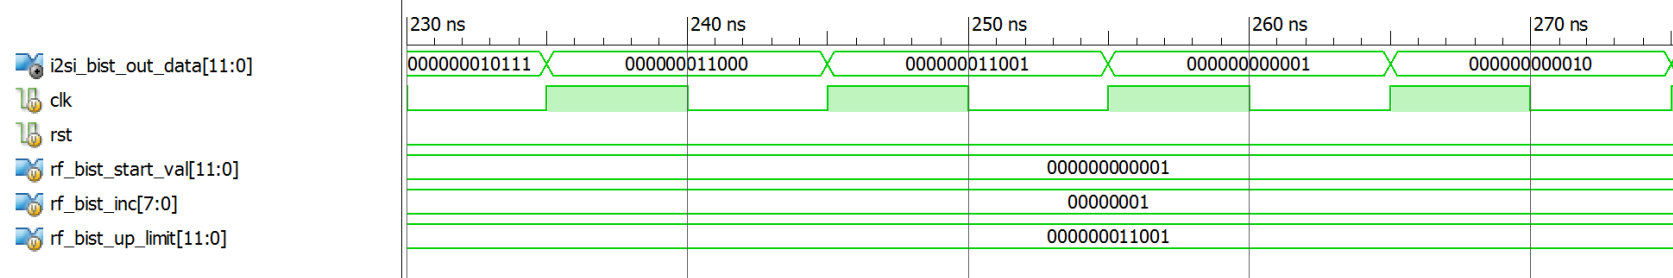 230 ns 240 ns 250 ns 260 ns 270 ns
i2si_bist_out_data[11:0] 000000010111 000000011000 000000011001 000000000001 000000000010
clk
rst
rf_bist_start_val[11:0] 000000000001
rf_bist_inc[7:0] 00000001
rf_bist_up_limit[11:0] 000000011001